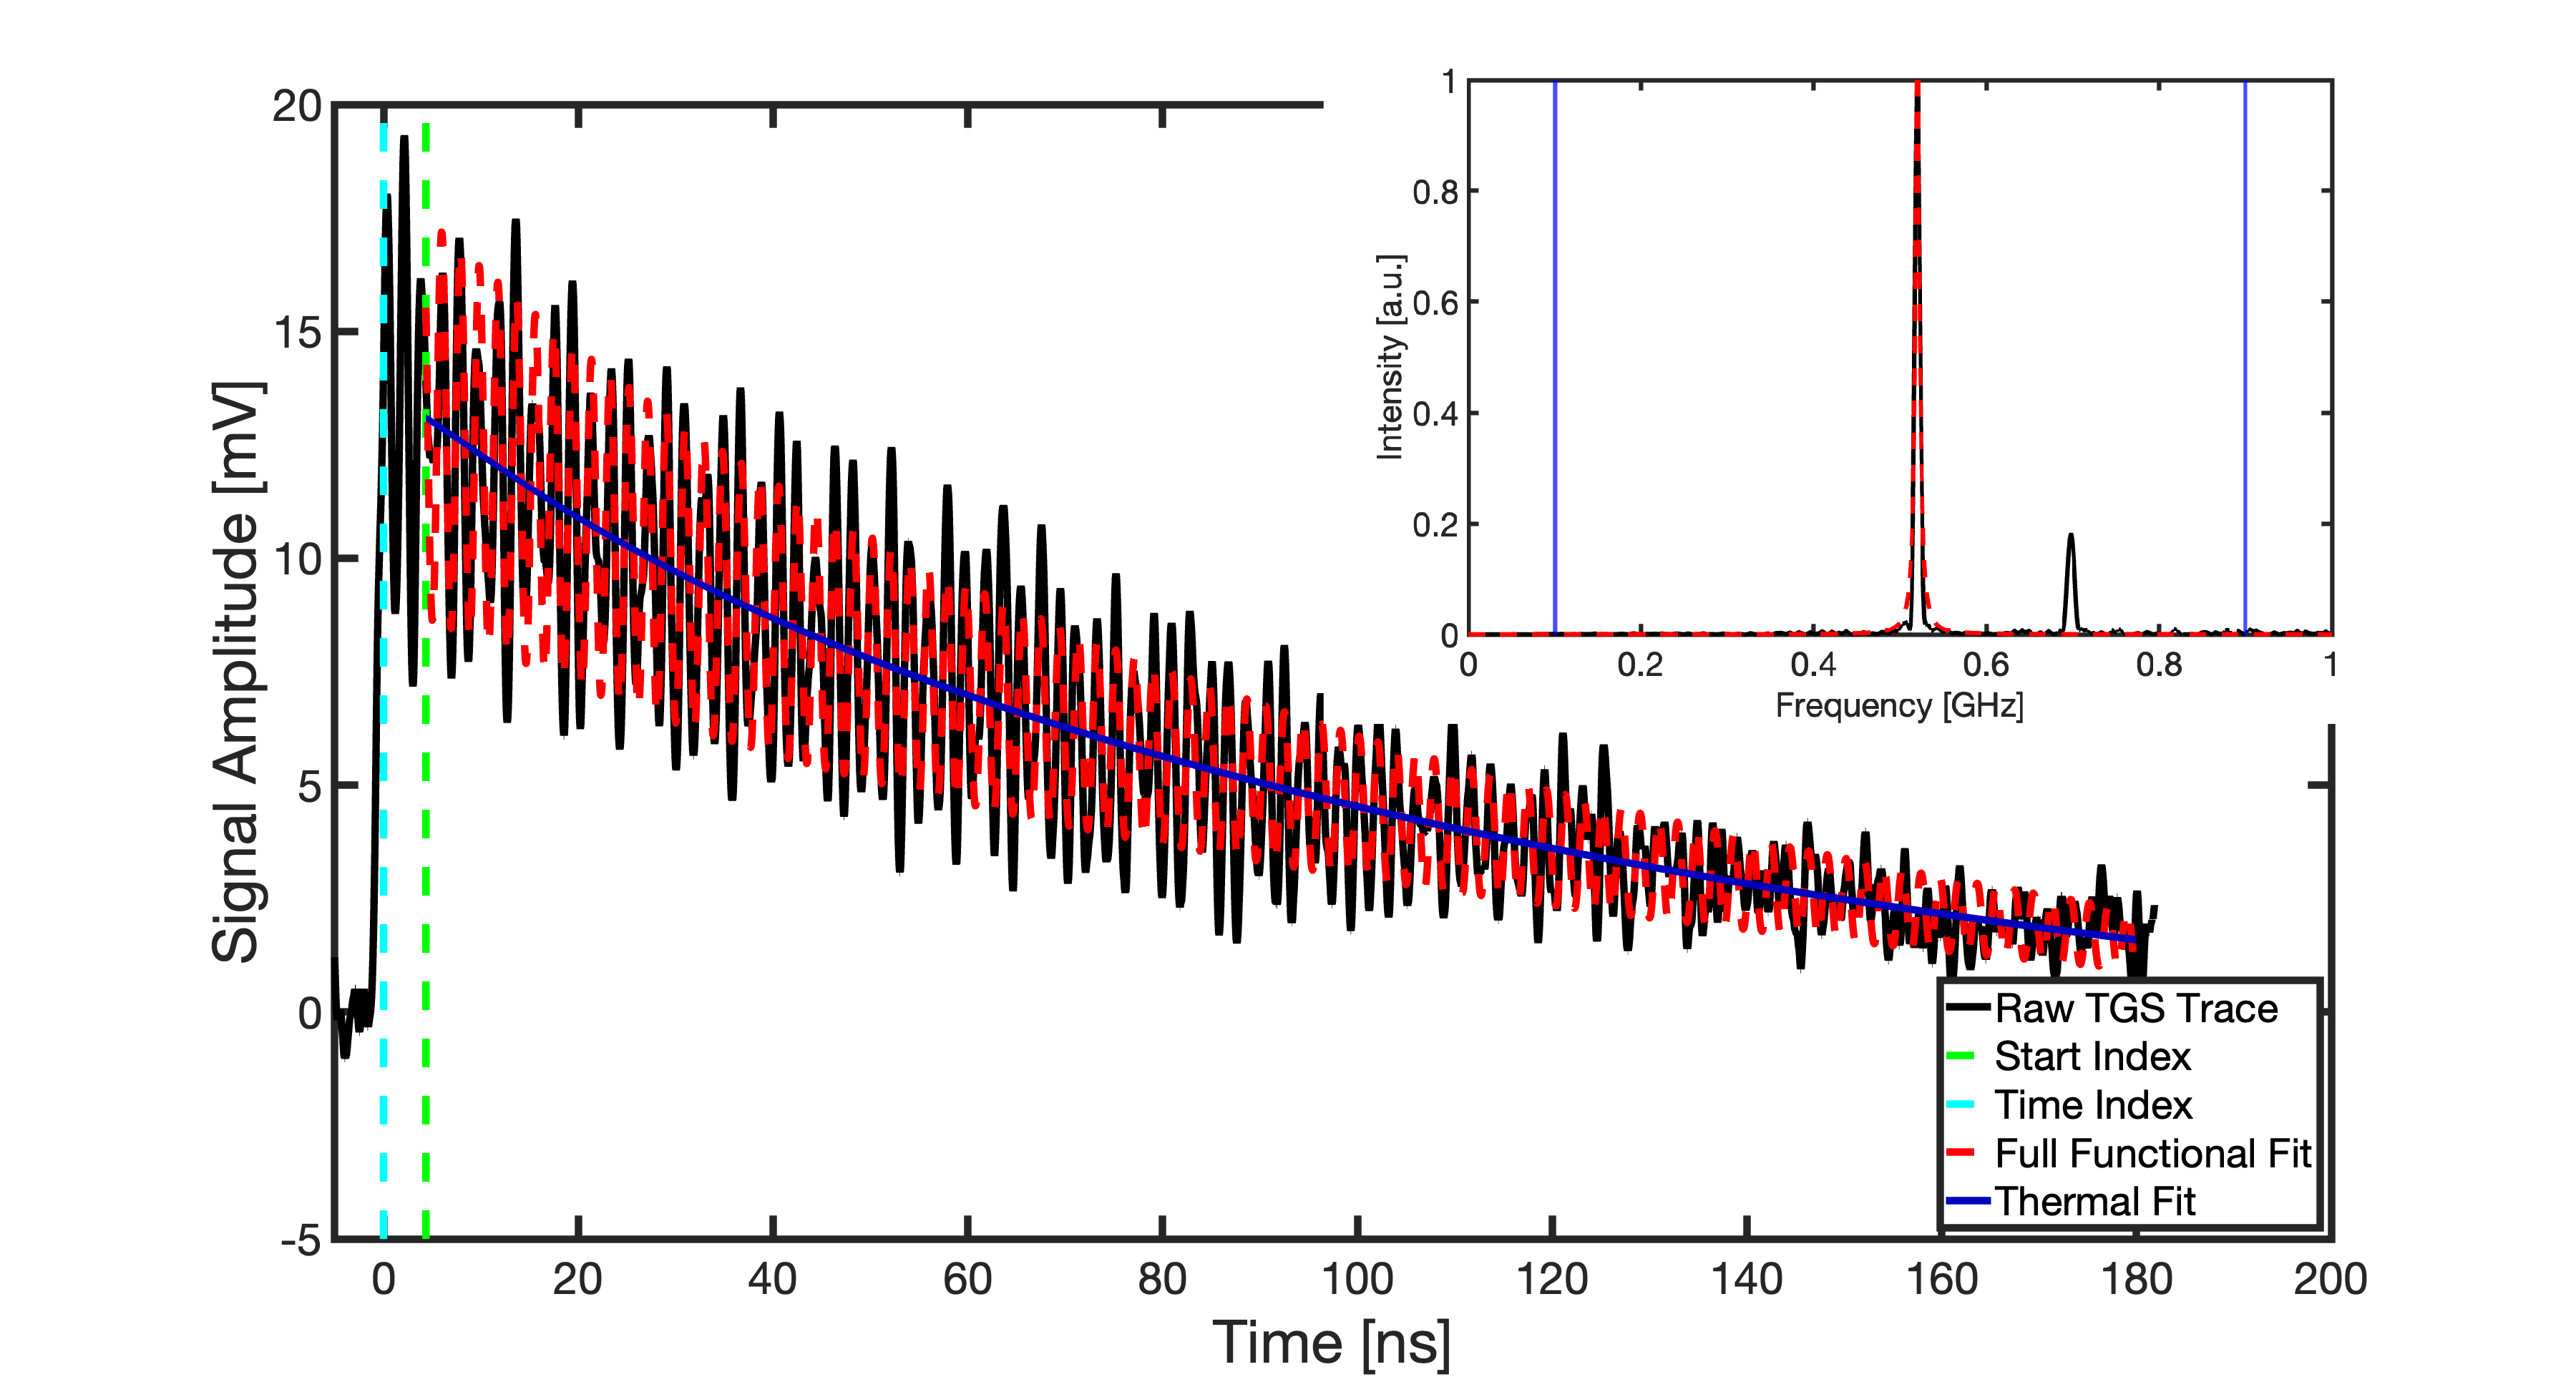 20
15
10
5
0
-5
Signal Amplitude [mV]
0 20 40 60 80 100 120 140 160 180 200
Time [ns]
1
0.8
0.6
0.4
0.2
0
Intensity [a.u.]
0 0.2 0.4 0.6 0.8 1
Frequency [GHz]
Raw TGS Trace
Start Index
Time Index
Full Functional Fit
Thermal Fit